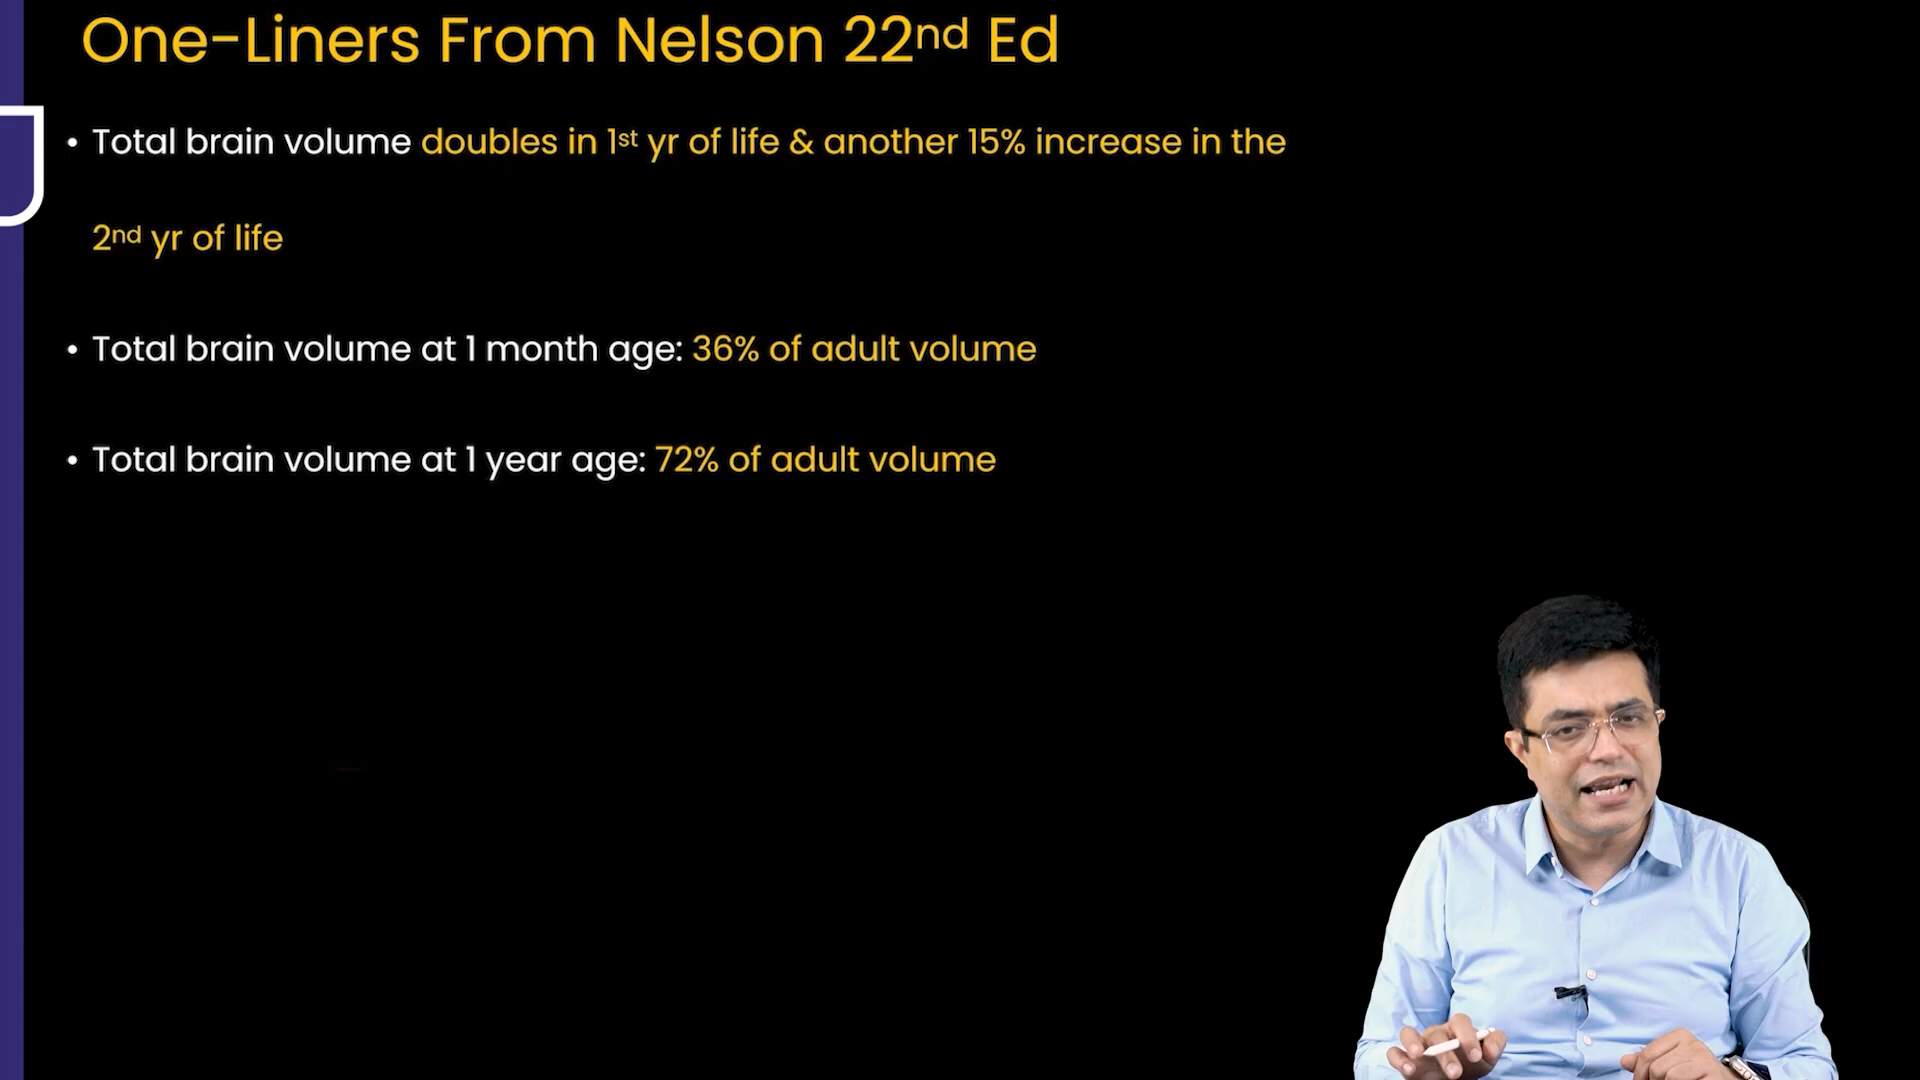 One-Liners From Nelson 22nd Ed
• Total brain volume doubles in 1st yr of life & another 15% increase in the
2nd yr of life
• Total brain volume at 1 month age: 36% of adult volume
• Total brain volume at 1 year age: 72% of adult volume